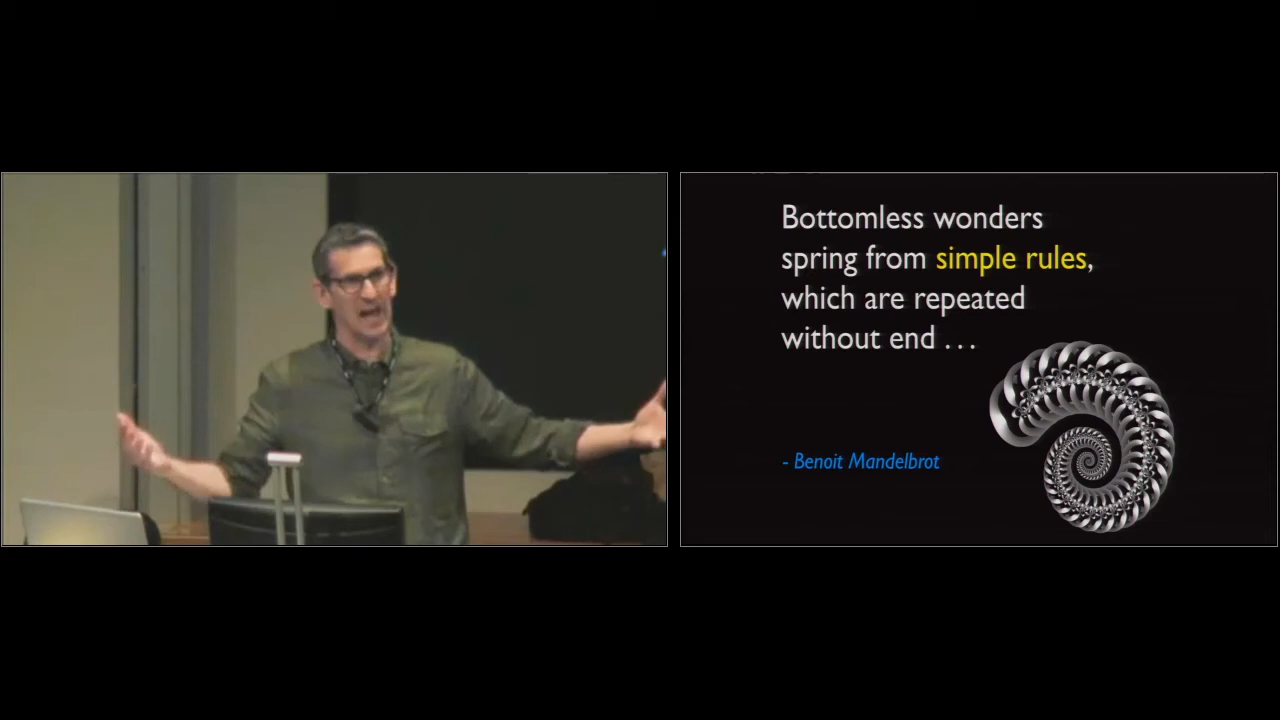 Bottomless wonders
spring from simple rules,
which are repeated
without end . . .
- Benoit Mandelbrot